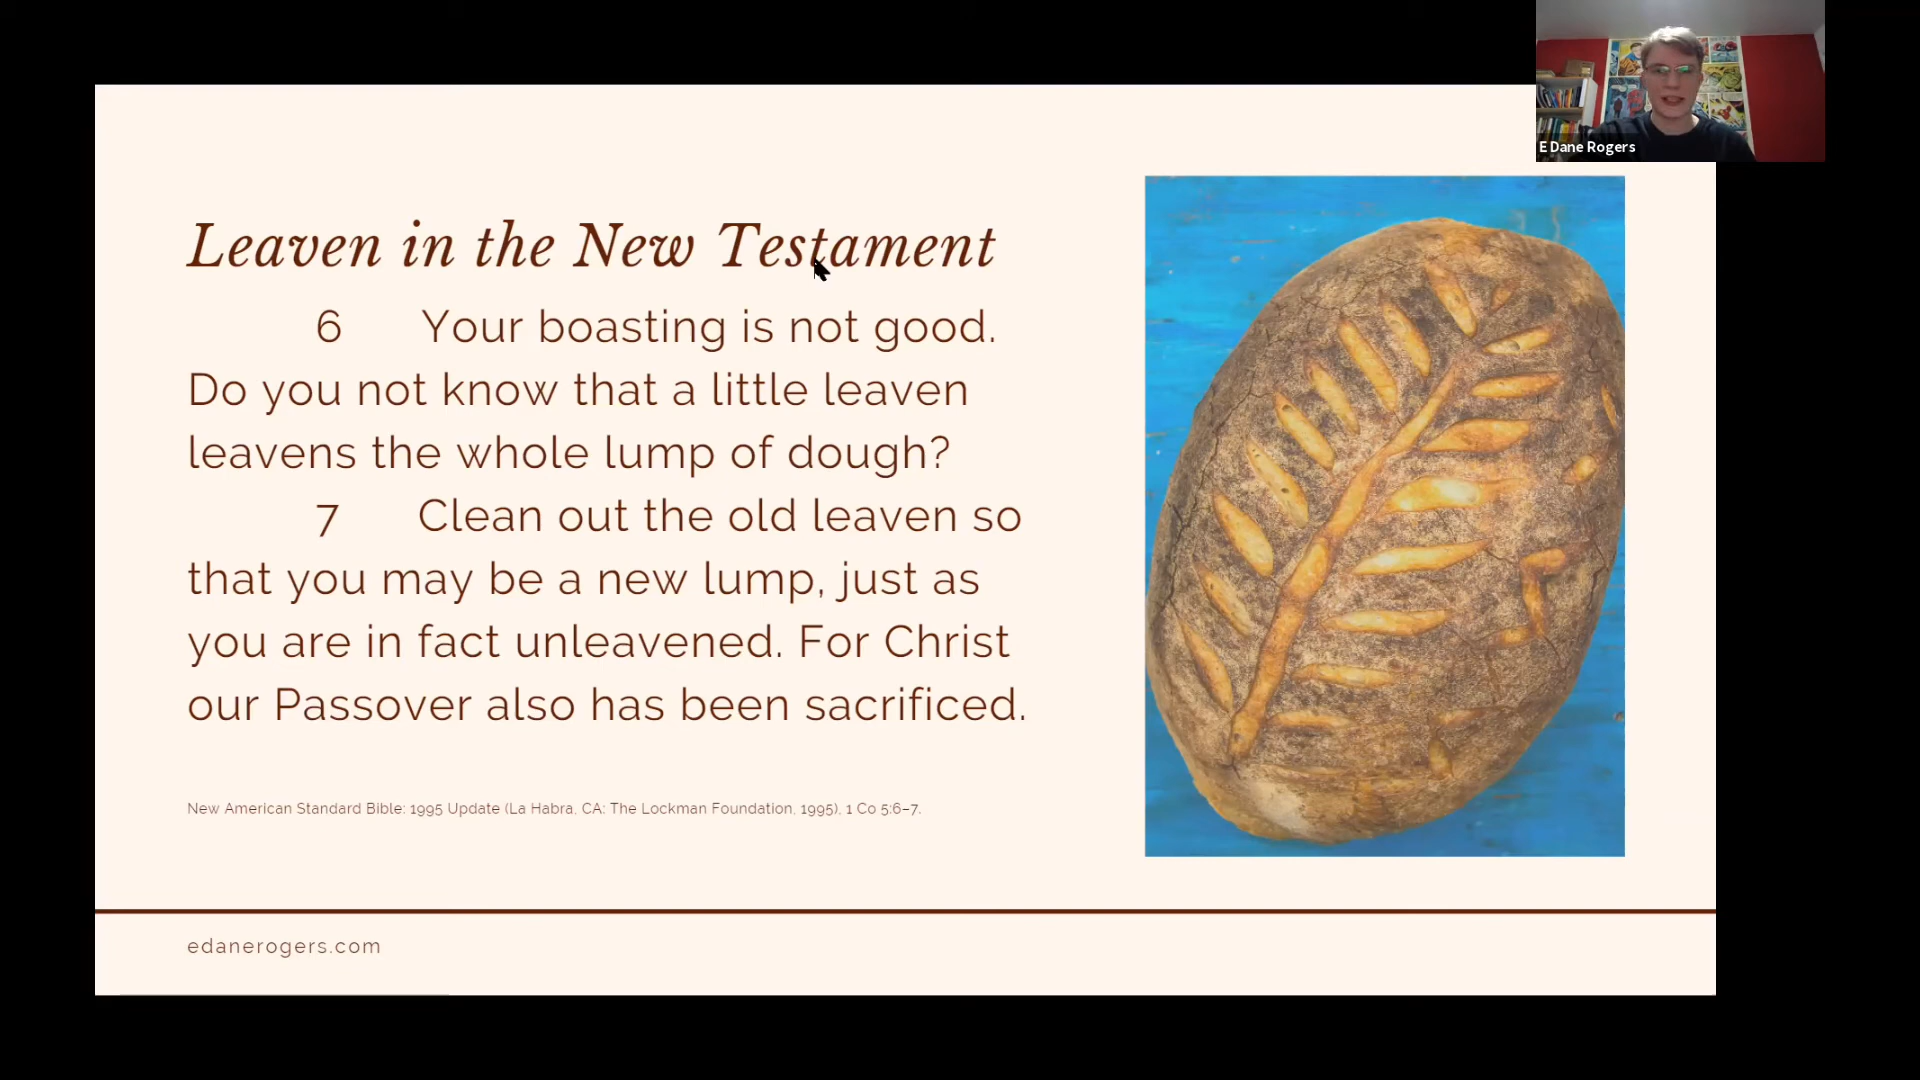 E Dane Rogers
Leaven in the New Testament
6 Your boasting is not good.
Do you not know that a little leaven
leavens the whole lump of dough?
7 Clean out the old leaven so
that you may be a new lump, just as
you are in fact unleavened. For Christ
our Passover also has been sacrificed.
New American Standard Bible: 1995 Update (La Habra, CA: The Lockman Foundation, 1995), 1 Co 5:6–7.
edanerogers.com